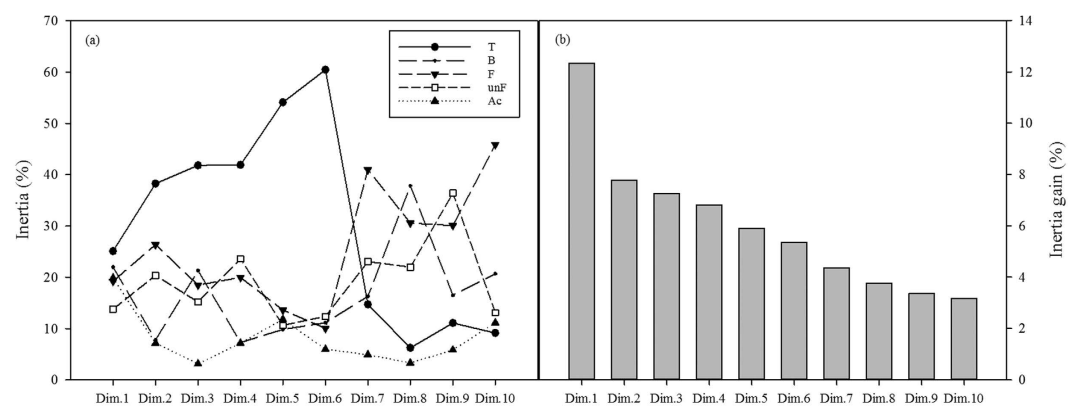 70
60
50
40
30
20
10
0
Inertia (%)
(a)
T
B
F
unF
Ac
Dim.1 Dim.2 Dim.3 Dim.4 Dim.5 Dim.6 Dim.7 Dim.8 Dim.9 Dim.10
(b)
14
12
10
8
6
4
2
0
Inertia gain (%)
Dim.1 Dim.2 Dim.3 Dim.4 Dim.5 Dim.6 Dim.7 Dim.8 Dim.9 Dim.10